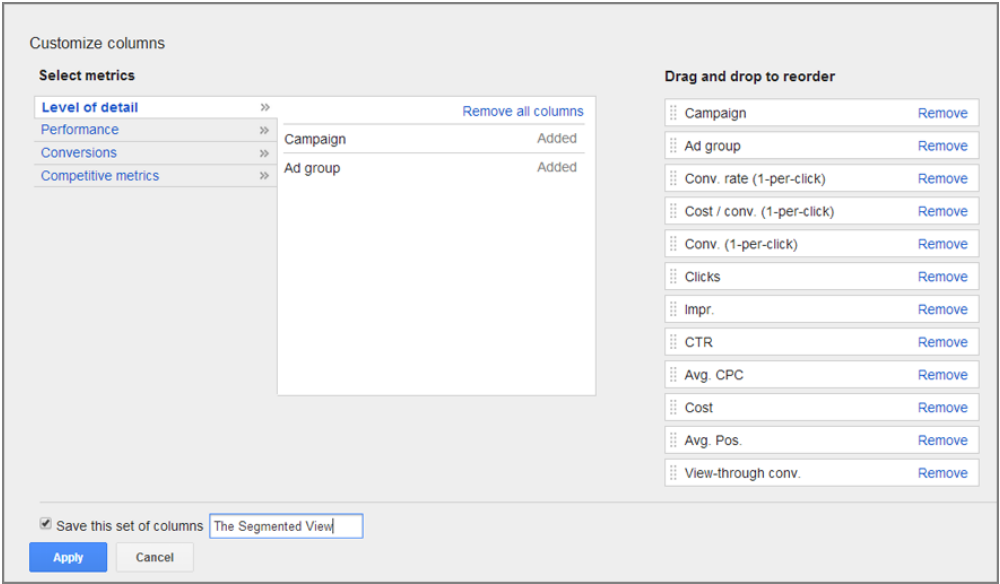 Customize columns
Select metrics
Level of detail »
Performance »
Conversions »
Competitive metrics »
Remove all columns
Campaign Added
Ad group Added
Drag and drop to reorder
Campaign Remove
Ad group Remove
Conv. rate (1-per-click) Remove
Cost / conv. (1-per-click) Remove
Conv. (1-per-click) Remove
Clicks Remove
Impr. Remove
CTR Remove
Avg. CPC Remove
Cost Remove
Avg. Pos. Remove
View-through conv. Remove
Save this set of columns The Segmented View
Apply Cancel